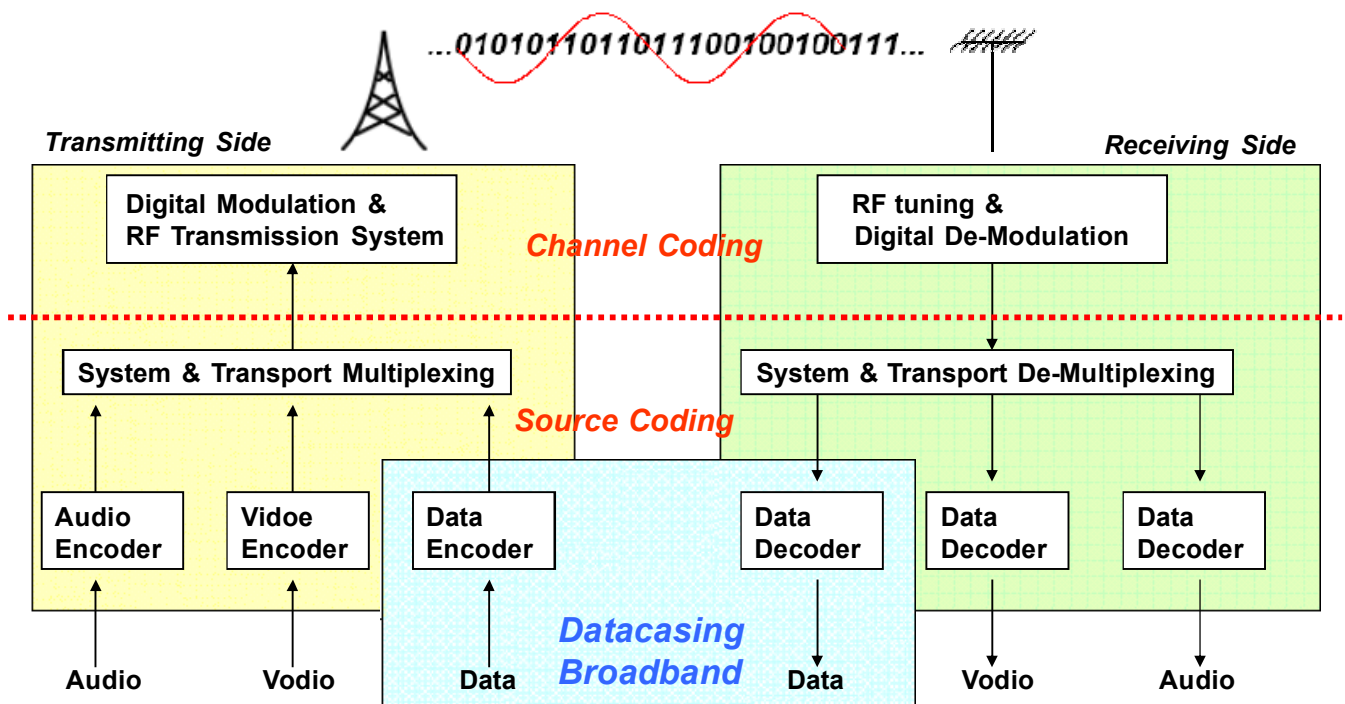 ...0101011011011100100100111...
Transmitting Side
Receiving Side
Digital Modulation &
RF Transmission System
RF tuning &
Digital De-Modulation
Channel Coding
System & Transport Multiplexing
System & Transport De-Multiplexing
Source Coding
Audio
Encoder
Vidoe
Encoder
Data
Encoder
Data
Decoder
Data
Decoder
Data
Decoder
Datacasing
Broadband
Audio
Vodio
Data
Data
Vodio
Audio